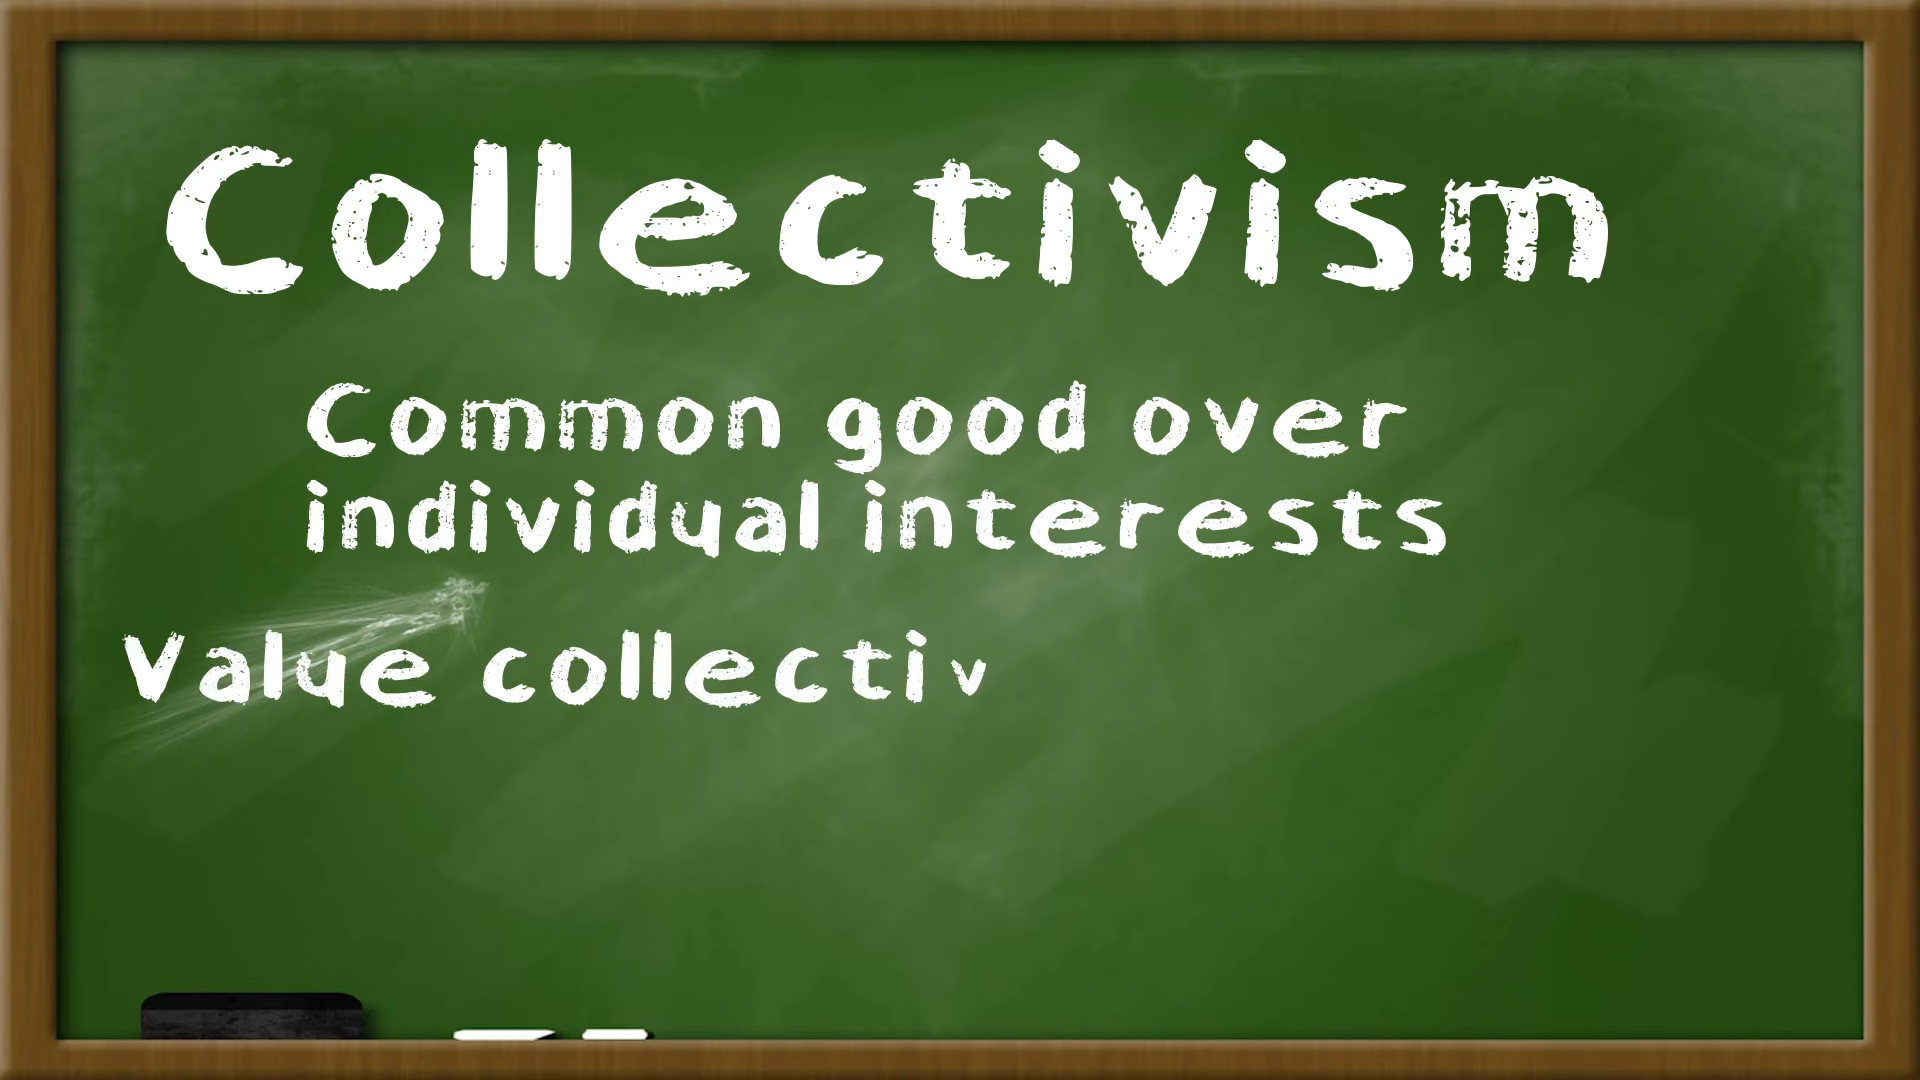 Collectivism
Common good over
individual interests
Value collectiv